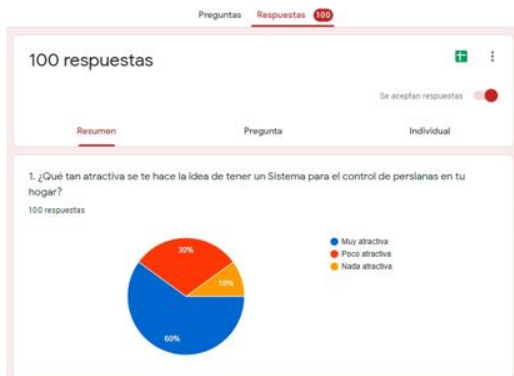 Preguntas Respuestas 100
100 respuestas
Se aceptan respuestas
Resumen Pregunta Individual
1. ¿Qué tan atractiva se te hace la idea de tener un Sistema para el control de persianas en tu
hogar?
100 respuestas
Muy atractiva
Poco atractiva
Nada atractiva
30%
10%
60%